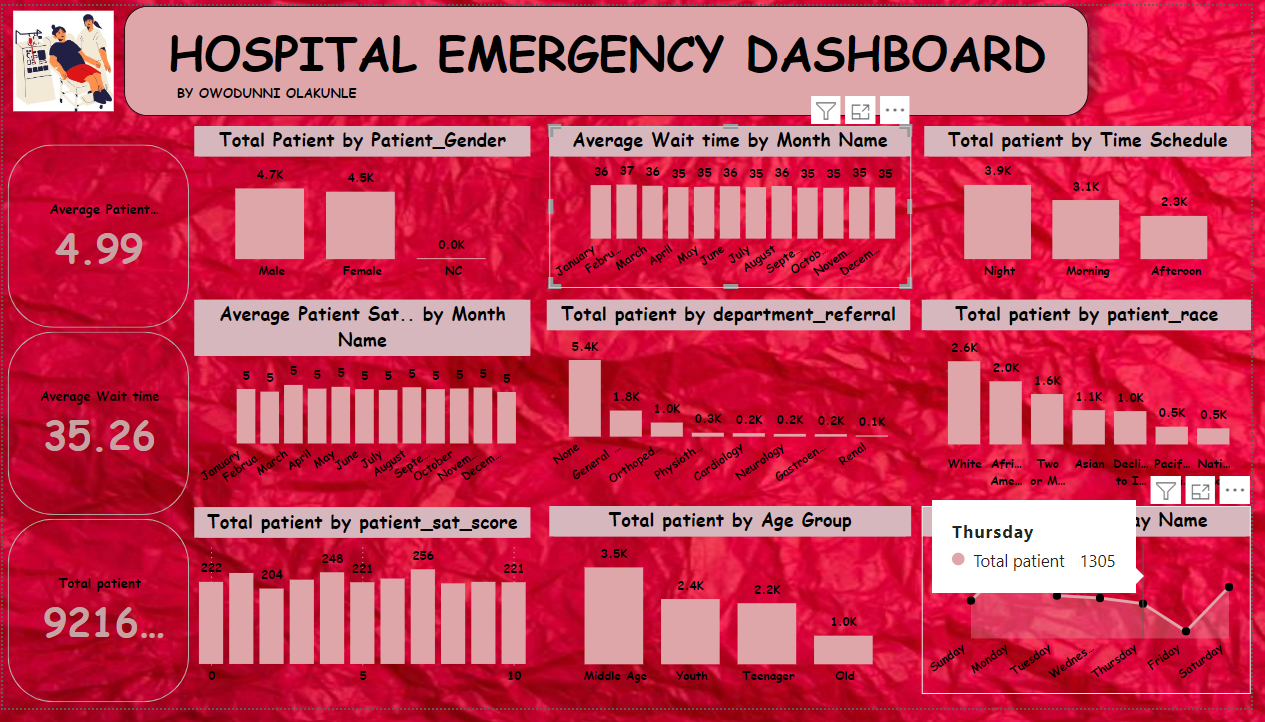 HOSPITAL EMERGENCY DASHBOARD
BY OWODUNNI OLAKUNLE
Average Patient...
4.99
Average Wait time
35.26
Total patient
9216...
Total Patient by Patient_Gender
4.7K 4.5K 0.0K
Male Female NC
Average Wait time by Month Name
36 37 36 35 35 36 35 36 35 35 35 35
January Febru... March April May June July August Septe... Octob... Novem... Decem...
Total patient by Time Schedule
3.9K 3.1K 2.3K
Night Morning Afteroon
Average Patient Sat.. by Month
Name
5 5 5 5 5 5 5 5 5 5 5 5
January Februa... March April May June July August Septe... October Novem... Decem...
Total patient by department_referral
5.4K 1.8K 1.0K 0.3K 0.2K 0.2K 0.2K 0.1K
None General ... Orthoped... Physioth... Cardiology Neurology Gastroen... Renal
Total patient by patient_race
2.6K 2.0K 1.6K 1.1K 1.0K 0.5K 0.5K
White Afri... Two Asian Decli... Pacif... Nati...
Ame... or M... to I...
Total patient by patient_sat_score
222 204 248 221 256 221
0 5 10
Total patient by Age Group
3.5K 2.4K 2.2K 1.0K
Middle Age Youth Teenager Old
ay Name
Thursday
Total patient 1305
Sunday Monday Tuesday Wednes... Thursday Friday Saturday